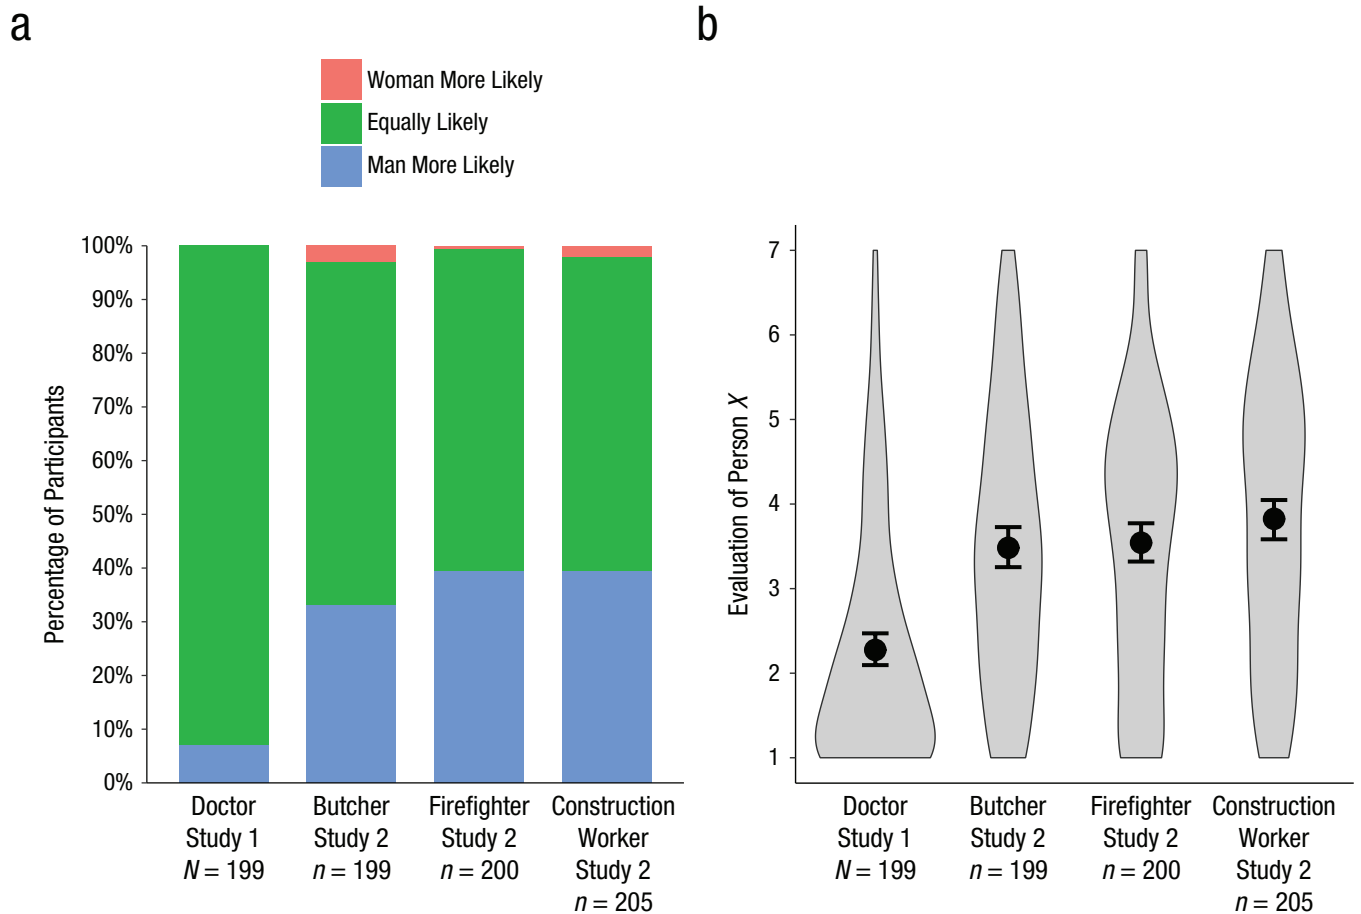 a
Woman More Likely
Equally Likely
Man More Likely
Percentage of Participants
100%
90%
80%
70%
60%
50%
40%
30%
20%
10%
0%
Doctor
Study 1
N = 199
Butcher
Study 2
n = 199
Firefighter
Study 2
n = 200
Construction
Worker
Study 2
n = 205
b
Evaluation of Person X
7
6
5
4
3
2
1
Doctor
Study 1
N = 199
Butcher
Study 2
n = 199
Firefighter
Study 2
n = 200
Construction
Worker
Study 2
n = 205